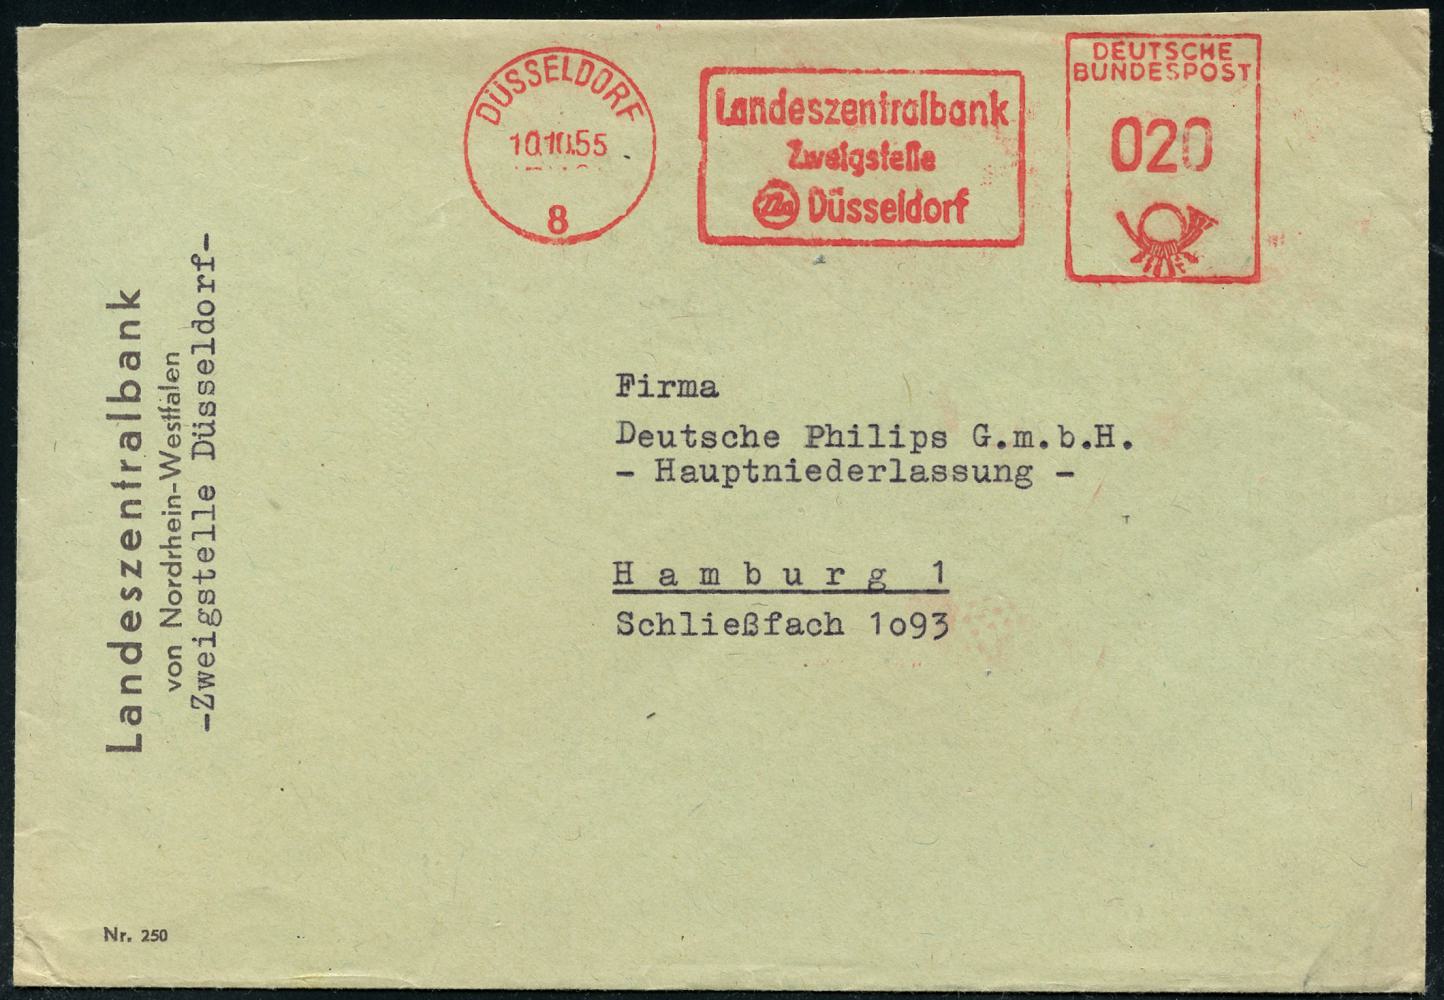 DÜSSELDORF
10.10.55
8
Landeszentralbank
Zweigstelle
Düsseldorf
DEUTSCHE
BUNDESPOST
020
Landeszentralbank
von Nordrhein-Westfalen
-Zweigstelle Düsseldorf-
Firma
Deutsche Philips G.m.b.H.
- Hauptniederlassung -
Hamburg 1
Schließfach 1o93
Nr. 250